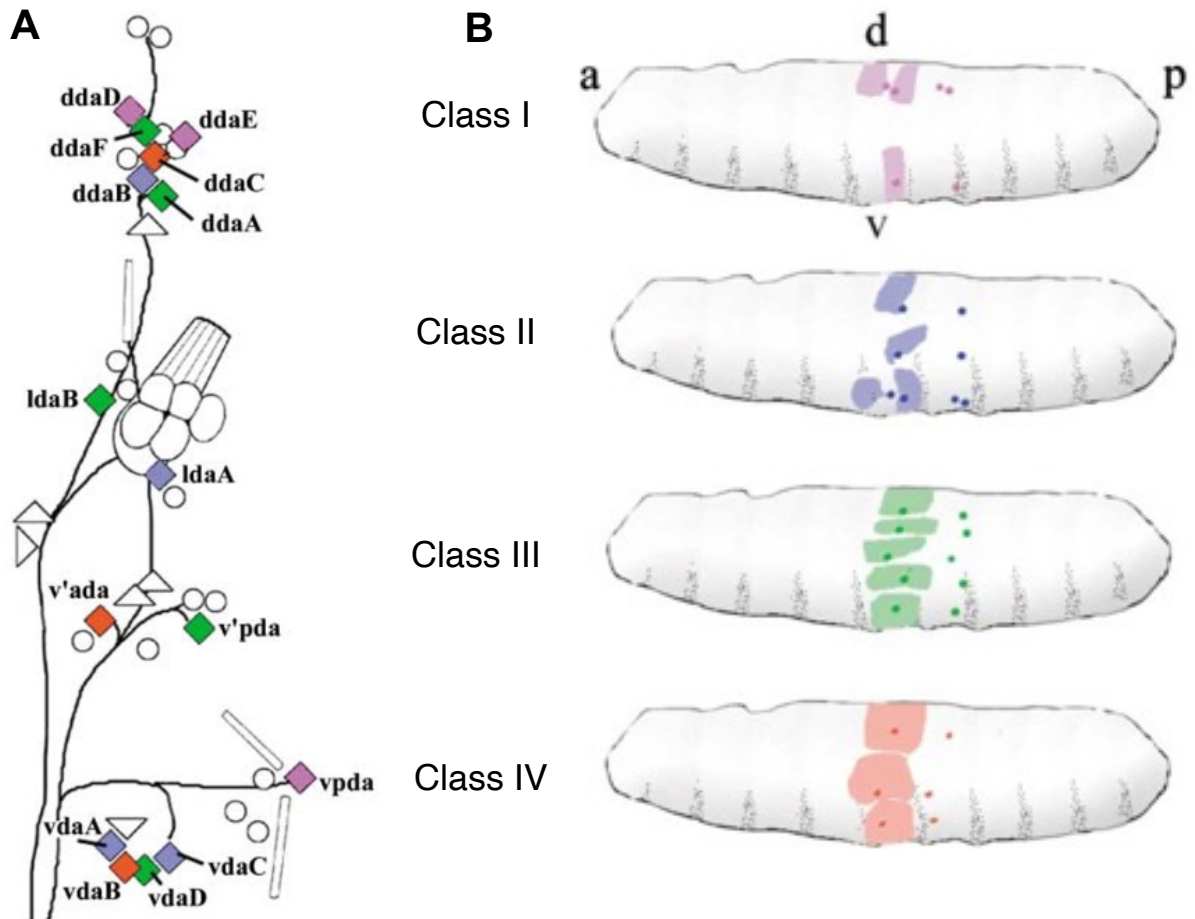 A
ddaD
ddaE
ddaF
ddaC
ddaB
ddaA
ldaB
ldaA
v'ada
v'pda
vpda
vdaA
vdaC
vdaB
vdaD
B
d
a
p
Class I
v
Class II
Class III
Class IV